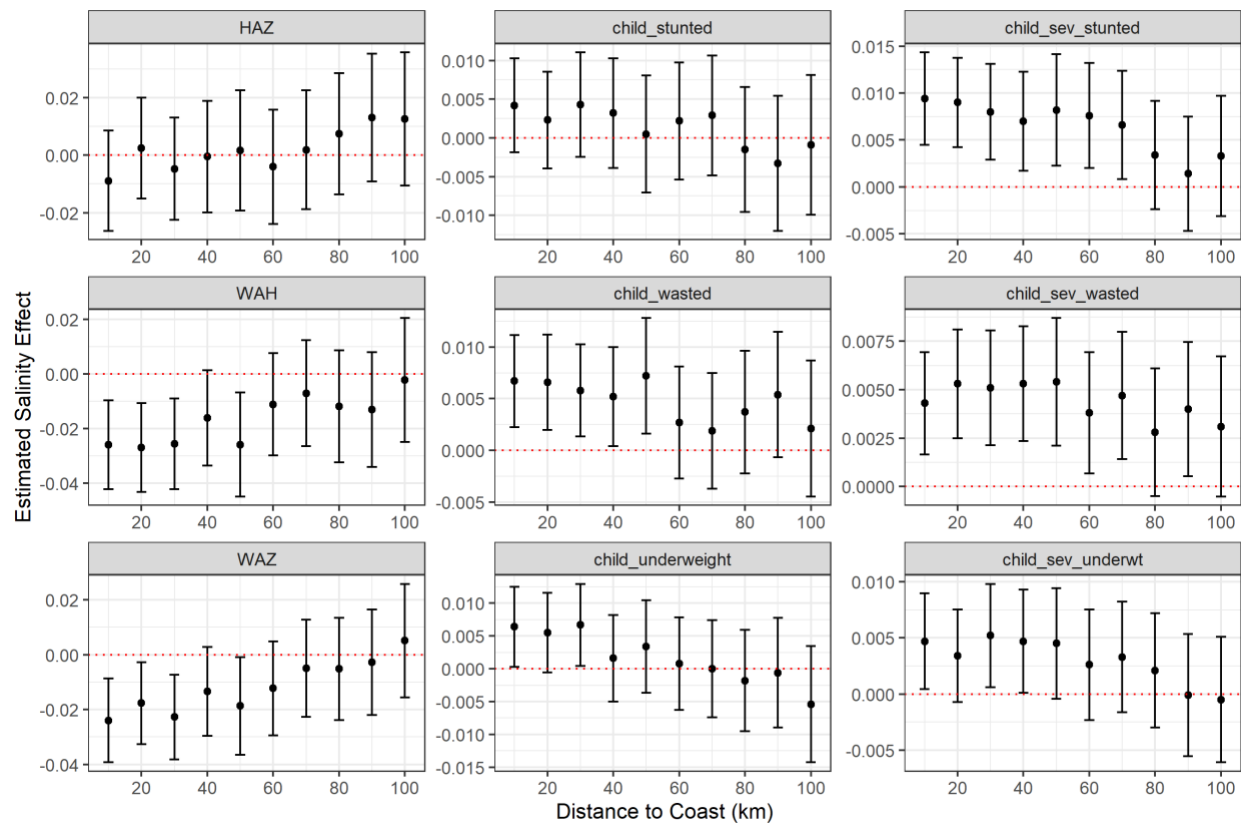 HAZ
child_stunted
child_sev_stunted
0.02
0.00
-0.02
0.010
0.005
0.000
-0.005
-0.010
0.015
0.010
0.005
0.000
-0.005
20 40 60 80 100
20 40 60 80 100
20 40 60 80 100
WAH
child_wasted
child_sev_wasted
0.02
0.00
-0.02
-0.04
0.010
0.005
0.000
-0.005
0.0075
0.0050
0.0025
0.0000
20 40 60 80 100
20 40 60 80 100
20 40 60 80 100
WAZ
child_underweight
child_sev_underwt
0.02
0.00
-0.02
-0.04
0.010
0.005
0.000
-0.005
-0.010
-0.015
0.010
0.005
0.000
-0.005
20 40 60 80 100
20 40 60 80 100
20 40 60 80 100
Estimated Salinity Effect
Distance to Coast (km)